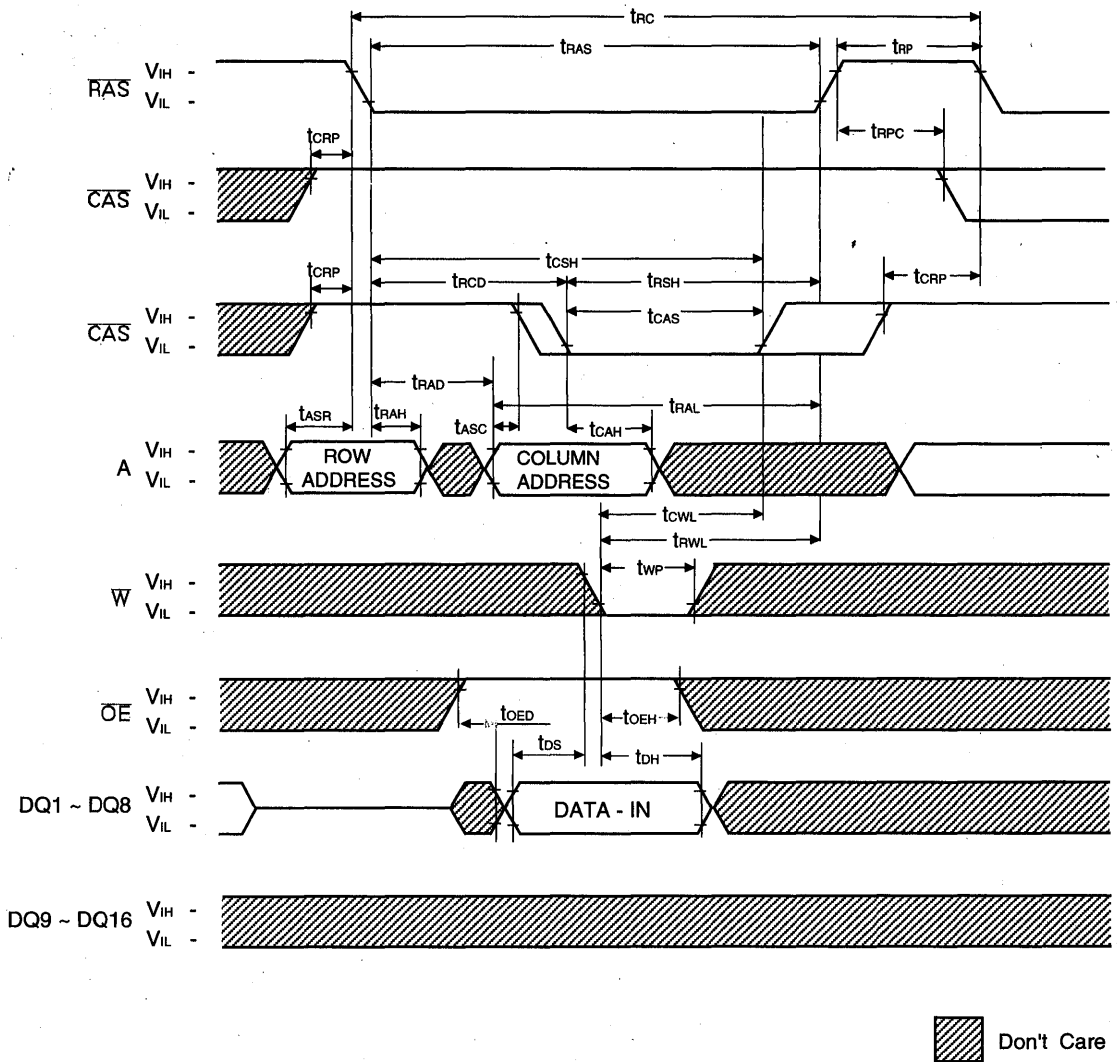 tRC
tRAS
tRP
RAS
VIH -
VIL -
tRPC
tCRP
CAS
VIH -
VIL -
tCSH
tCRP
tRCD
tRSH
tCRP
CAS
VIH -
VIL -
tCAS
tRAD
tRAL
tASR
tRAH
tASC
tCAH
A
VIH -
VIL -
ROW
ADDRESS
COLUMN
ADDRESS
tCWL
tRWL
W
VIH -
VIL -
tWP
OE
VIH -
VIL -
tOED
tOEH
tDS
tDH
DQ1 ~ DQ8
VIH -
VIL -
DATA - IN
DQ9 ~ DQ16
VIH -
VIL -
Don't Care